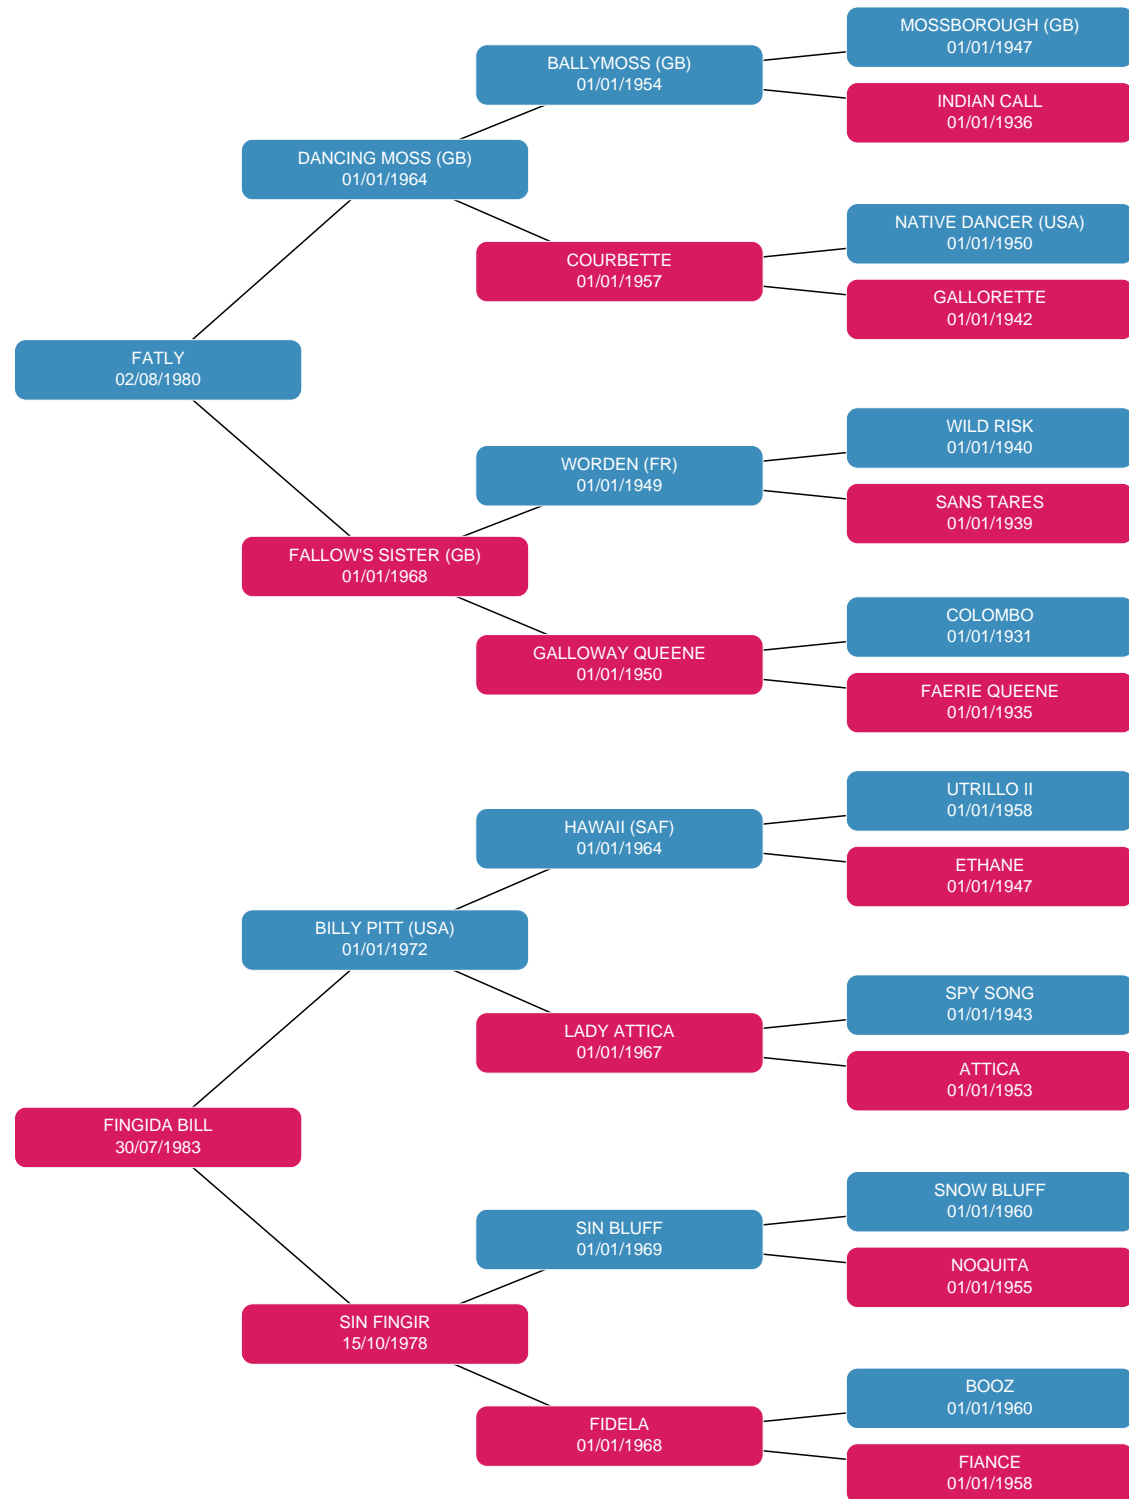 MOSSBOROUGH (GB)
01/01/1947
BALLYMOSS (GB)
01/01/1954
INDIAN CALL
01/01/1936
DANCING MOSS (GB)
01/01/1964
NATIVE DANCER (USA)
01/01/1950
COURBETTE
01/01/1957
GALLORETTE
01/01/1942
FATLY
02/08/1980
WILD RISK
01/01/1940
WORDEN (FR)
01/01/1949
SANS TARES
01/01/1939
FALLOW'S SISTER (GB)
01/01/1968
COLOMBO
01/01/1931
GALLOWAY QUEENE
01/01/1950
FAERIE QUEENE
01/01/1935
UTRILLO II
01/01/1958
HAWAII (SAF)
01/01/1964
ETHANE
01/01/1947
BILLY PITT (USA)
01/01/1972
SPY SONG
01/01/1943
LADY ATTICA
01/01/1967
ATTICA
01/01/1953
FINGIDA BILL
30/07/1983
SNOW BLUFF
01/01/1960
SIN BLUFF
01/01/1969
NOQUITA
01/01/1955
SIN FINGIR
15/10/1978
BOOZ
01/01/1960
FIDELA
01/01/1968
FIANCE
01/01/1958